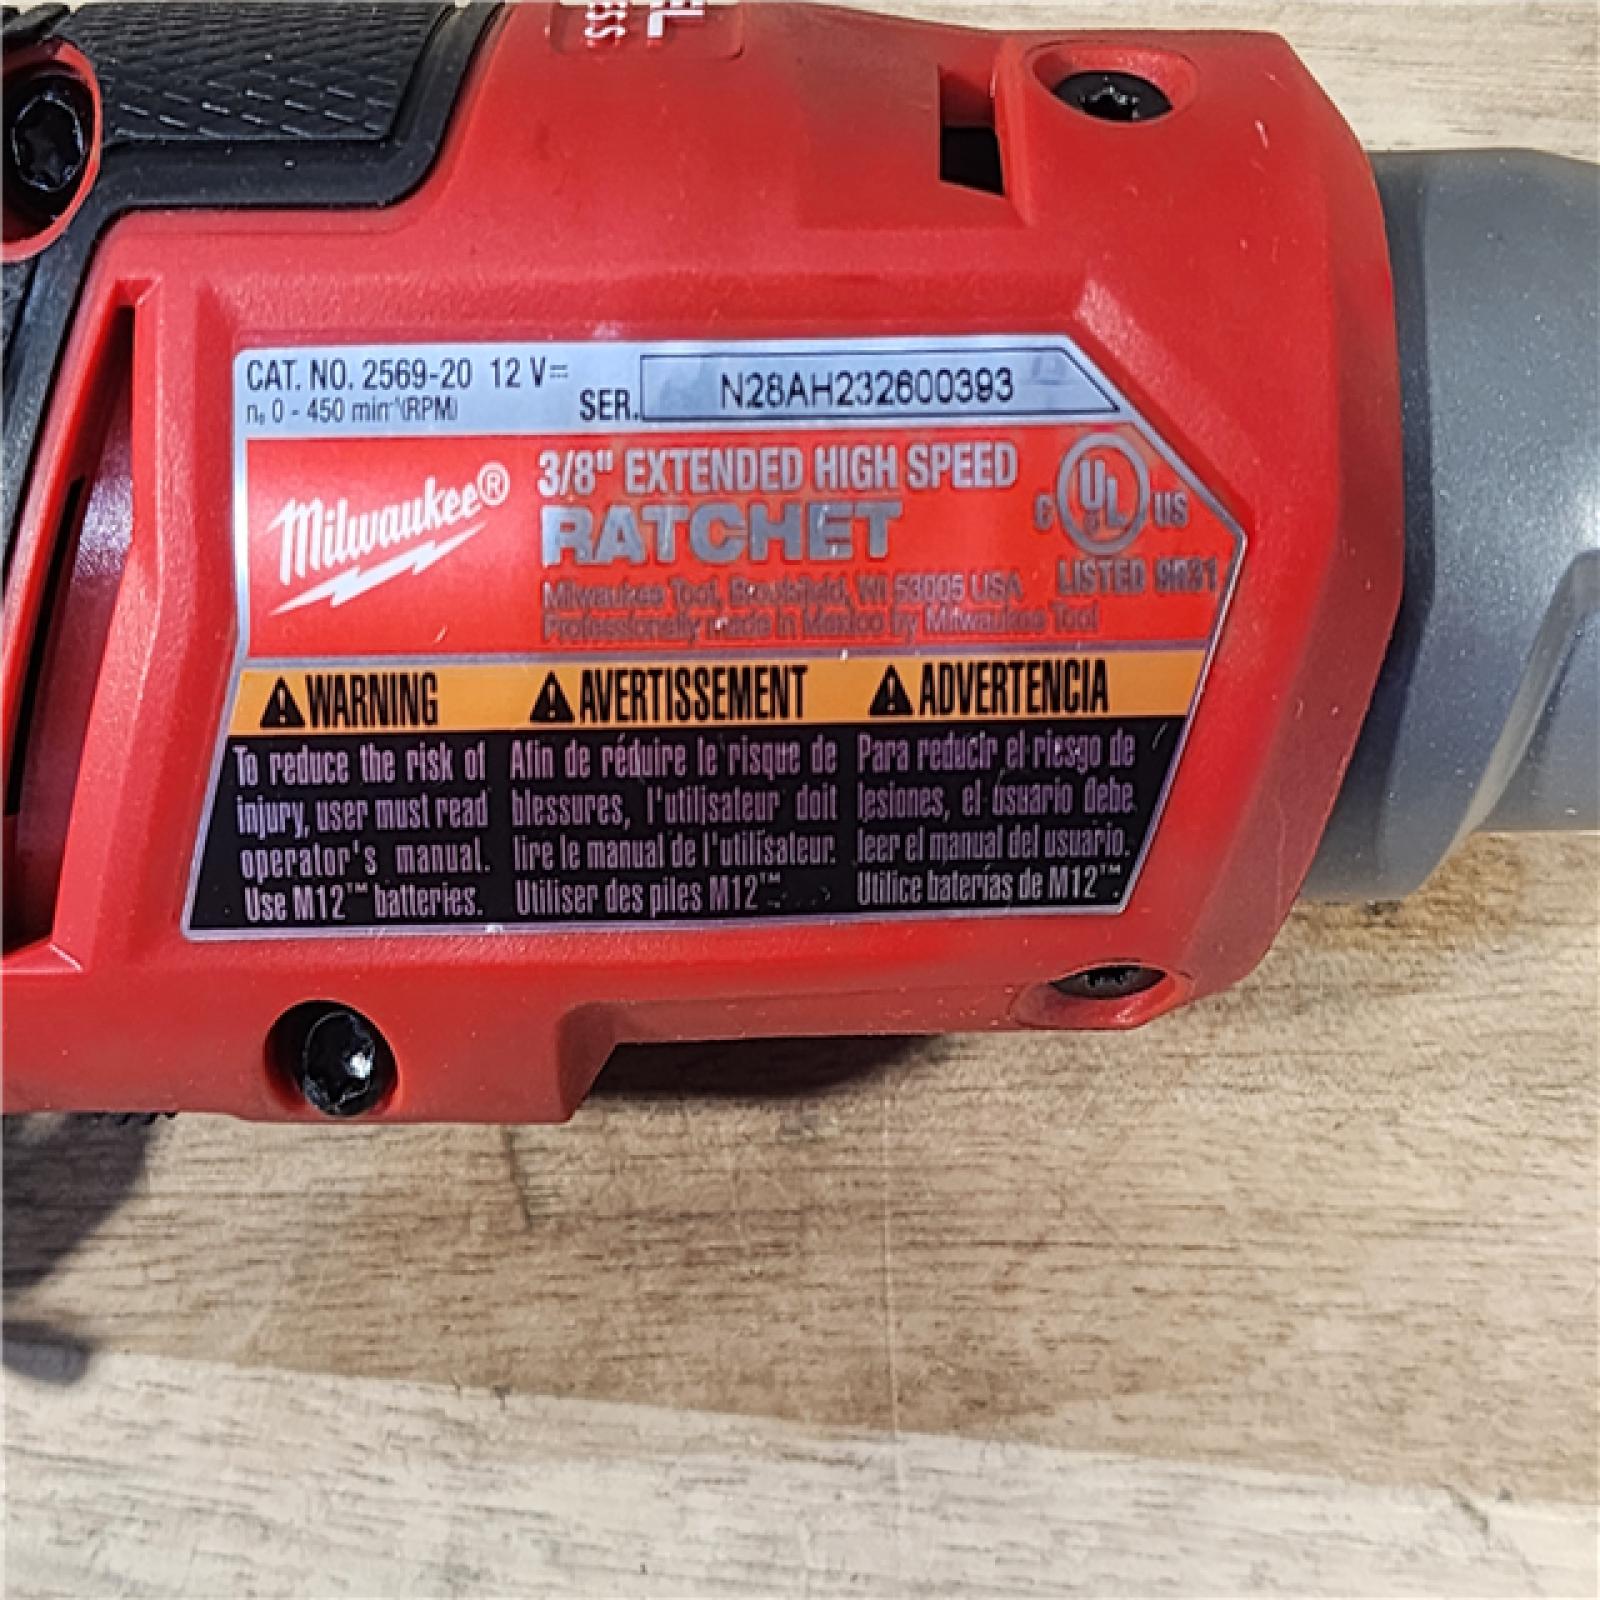 CAT. NO. 2569-20 12 V⎓
n₀ 0 - 450 min⁻¹(RPM)
SER. N28AH232600393
Milwaukee®
3/8" EXTENDED HIGH SPEED
RATCHET
Milwaukee Tool, Brookfield, WI 53005 USA
Professionally made in Mexico by Milwaukee Tool
C UL US
LISTED
⚠WARNING
To reduce the risk of
injury, user must read
operator's manual.
Use M12™ batteries.
⚠AVERTISSEMENT
Afin de réduire le risque de
blessures, l'utilisateur doit
lire le manual de l'utilisateur.
Utiliser des piles M12™
⚠ADVERTENCIA
Para reducir el riesgo de
lesiones, el usuario debe
leer el manual del usuario.
Utilice baterías de M12™.